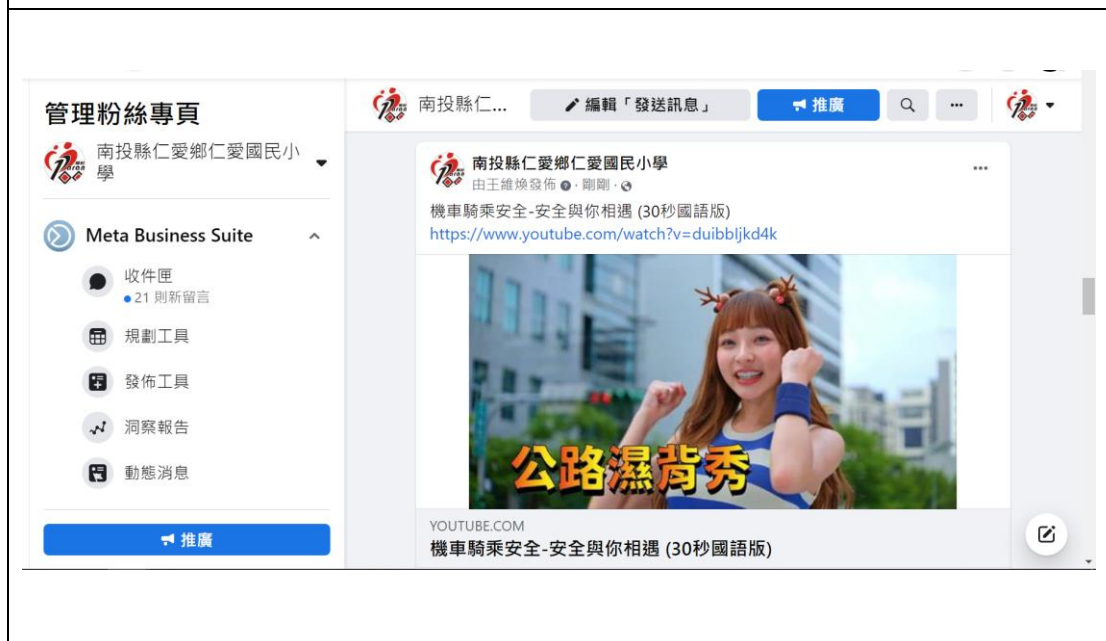 管理粉絲專頁
南投縣仁愛鄉仁愛國民小
學
Meta Business Suite
收件匣
21 則新留言
規劃工具
發佈工具
洞察報告
動態消息
推廣
南投縣仁...
編輯「發送訊息」
推廣
南投縣仁愛鄉仁愛國民小學
由王維煥發佈 · 剛剛 ·
機車騎乘安全-安全與你相遇 (30秒國語版)
https://www.youtube.com/watch?v=duibbljkd4k
公路濕背秀
YOUTUBE.COM
機車騎乘安全-安全與你相遇 (30秒國語版)